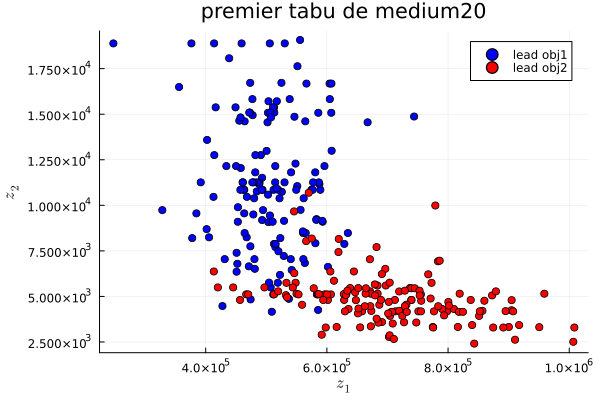 premier tabu de medium20
lead obj1
lead obj2
1.750×10⁴
1.500×10⁴
1.250×10⁴
1.000×10⁴
7.500×10³
5.000×10³
2.500×10³
z₂
4.0×10⁵ 6.0×10⁵ 8.0×10⁵ 1.0×10⁶
z₁